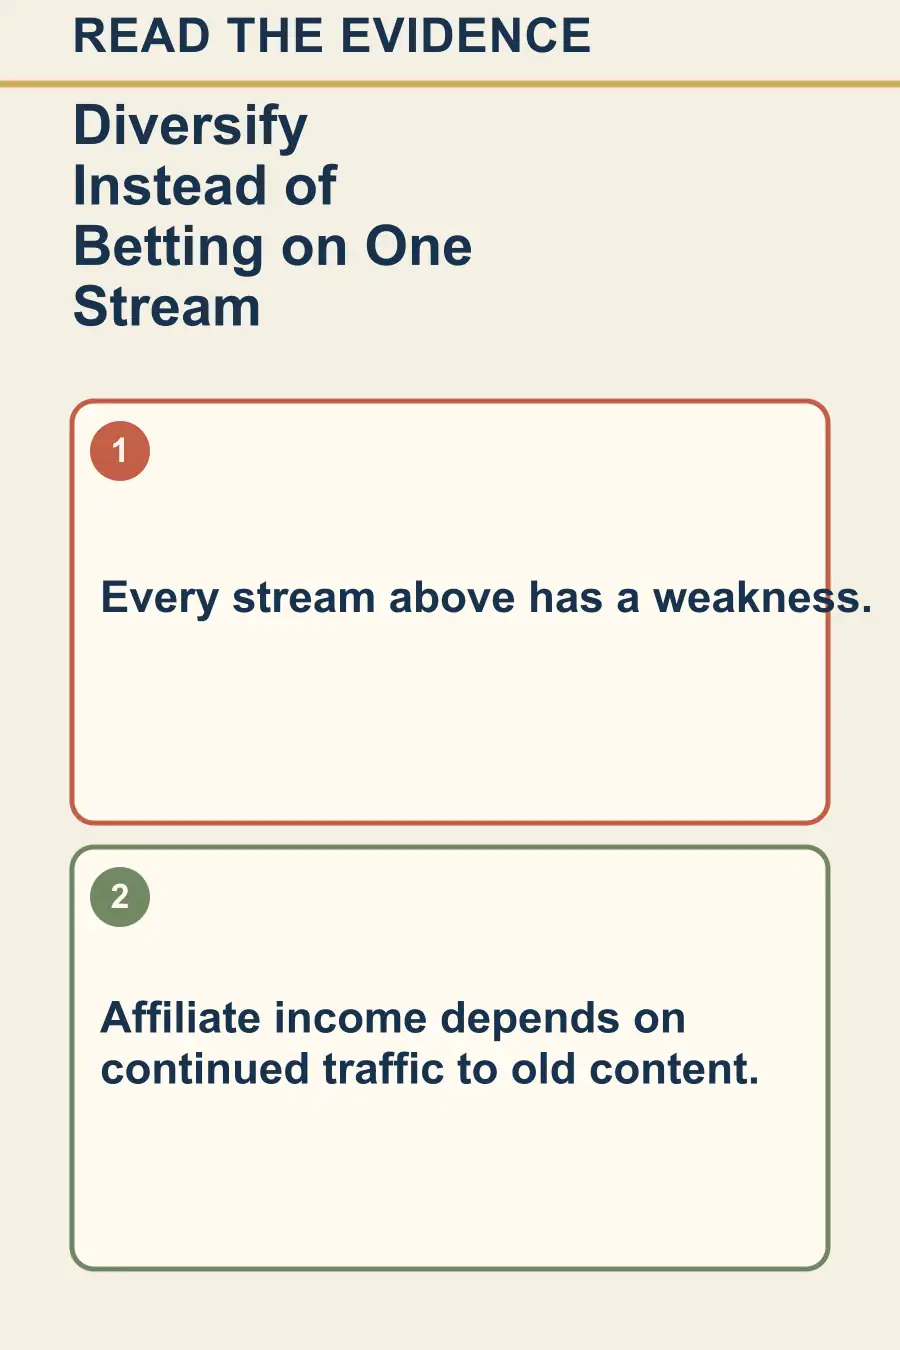 READ THE EVIDENCE
Diversify
Instead of
Betting on One
Stream
1
Every stream above has a weakness.
2
Affiliate income depends on
continued traffic to old content.